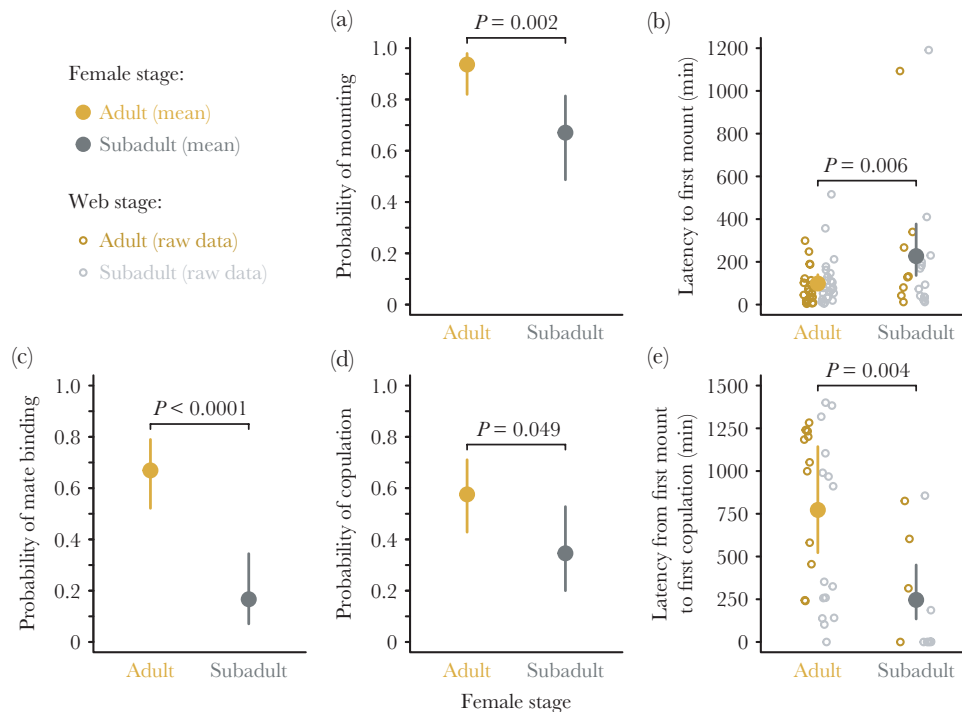 Female stage:
Adult (mean)
Subadult (mean)
Web stage:
Adult (raw data)
Subadult (raw data)
(a)
P = 0.002
Probability of mounting
1.0
0.8
0.6
0.4
0.2
0
Adult
Subadult
(b)
P = 0.006
Latency to first mount (min)
1200
1000
800
600
400
200
0
Adult
Subadult
(c)
P < 0.0001
Probability of mate binding
1.0
0.8
0.6
0.4
0.2
0
Adult
Subadult
(d)
P = 0.049
Probability of copulation
1.0
0.8
0.6
0.4
0.2
0
Adult
Subadult
Female stage
(e)
P = 0.004
Latency from first mount
to first copulation (min)
1500
1250
1000
750
500
250
0
Adult
Subadult